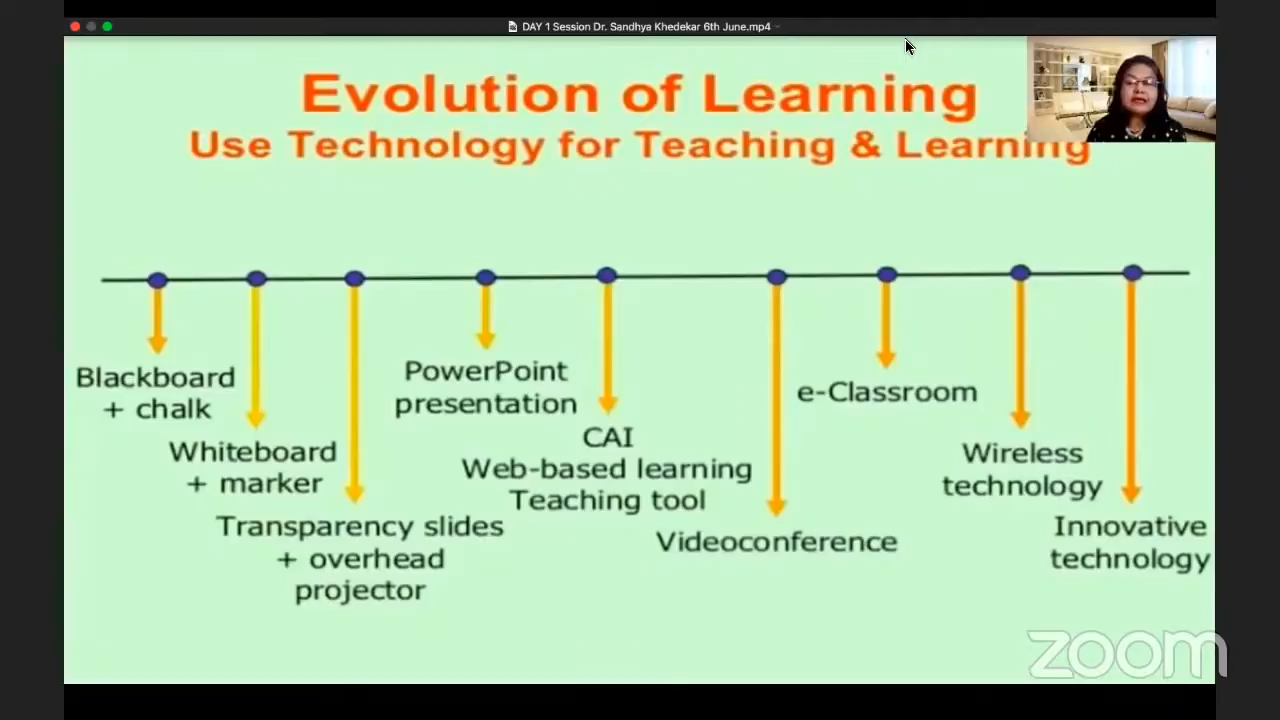 DAY 1 Session Dr. Sandhya Khedekar 6th June.mp4
Evolution of Learning
Use Technology for Teaching & Learning
Blackboard
+ chalk
Whiteboard
+ marker
Transparency slides
+ overhead
projector
PowerPoint
presentation
CAI
Web-based learning
Teaching tool
Videoconference
e-Classroom
Wireless
technology
Innovative
technology
zoom